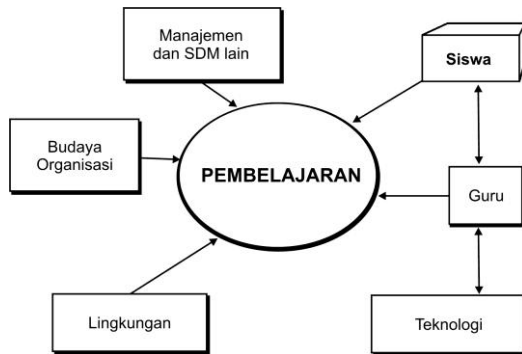 Manajemen
dan SDM lain
Siswa
Budaya
Organisasi
PEMBELAJARAN
Guru
Lingkungan
Teknologi